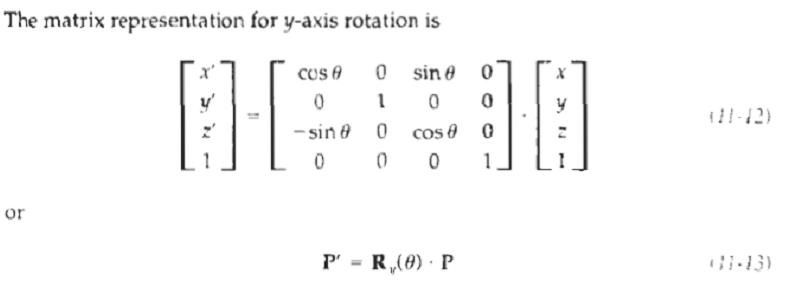 The matrix representation for y-axis rotation is
[x' y' z' 1] = [cos θ 0 sin θ 0
0 1 0 0
-sin θ 0 cos θ 0
0 0 0 1] · [x y z 1] (11-12)
or
P' = R_y(θ) · P (11-13)